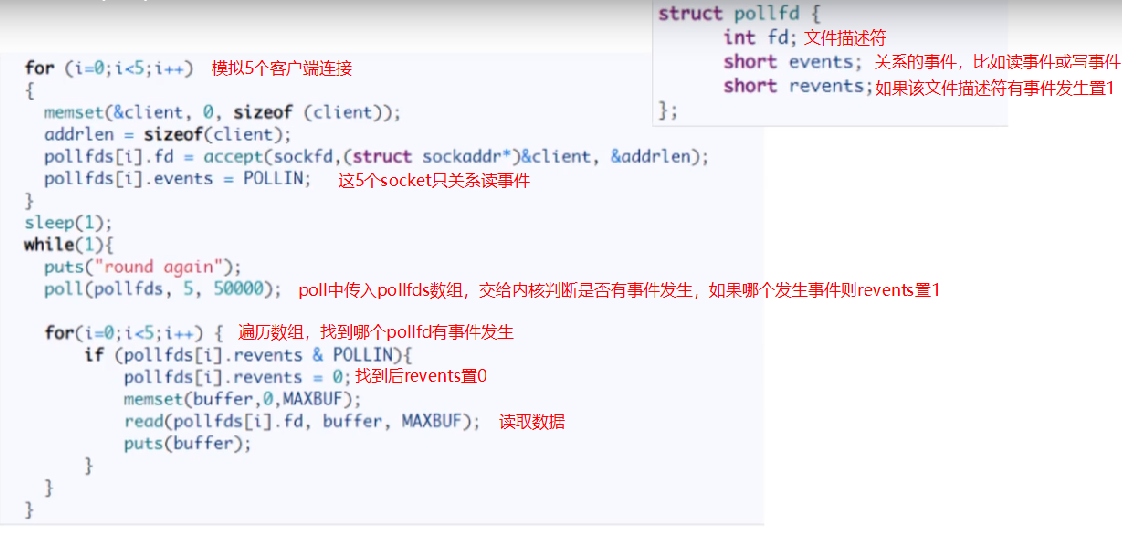 struct pollfd {
int fd; 文件描述符
short events; 关系的事件，比如读事件或写事件
short revents;如果该文件描述符有事件发生置1
};
for (i=0;i<5;i++) 模拟5个客户端连接
{
memset(&client, 0, sizeof (client));
addrlen = sizeof(client);
pollfds[i].fd = accept(sockfd,(struct sockaddr*)&client, &addrlen);
pollfds[i].events = POLLIN; 这5个socket只关系读事件
}
sleep(1);
while(1){
puts("round again");
poll(pollfds, 5, 50000); poll中传入pollfds数组，交给内核判断是否有事件发生，如果哪个发生事件则revents置1
for(i=0;i<5;i++) { 遍历数组，找到哪个pollfd有事件发生
if (pollfds[i].revents & POLLIN){
pollfds[i].revents = 0;找到后revents置0
memset(buffer,0,MAXBUF);
read(pollfds[i].fd, buffer, MAXBUF); 读取数据
puts(buffer);
}
}
}